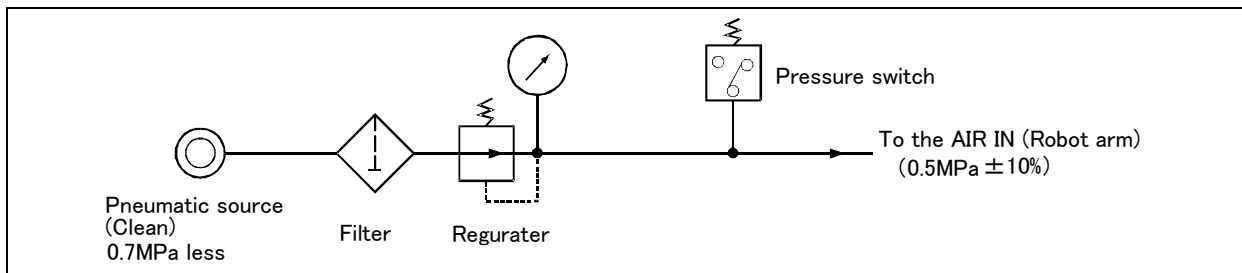 Pressure switch
To the AIR IN (Robot arm)
(0.5MPa ±10%)
Pneumatic source
(Clean)
0.7MPa less
Filter
Regurater